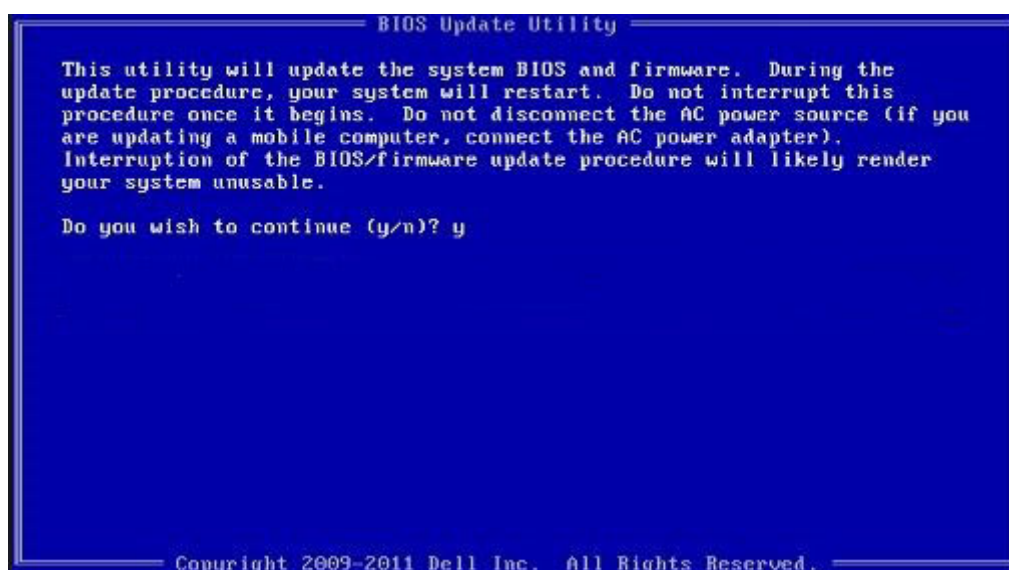 BIOS Update Utility
This utility will update the system BIOS and firmware. During the
update procedure, your system will restart. Do not interrupt this
procedure once it begins. Do not disconnect the AC power source (if you
are updating a mobile computer, connect the AC power adapter).
Interruption of the BIOS/firmware update procedure will likely render
your system unusable.
Do you wish to continue (y/n)? y
Copyright 2009-2011 Dell Inc. All Rights Reserved.